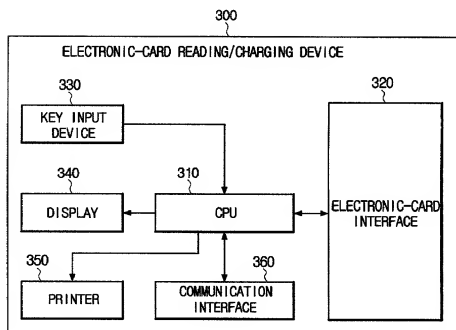 300
ELECTRONIC-CARD READING/CHARGING DEVICE
330
KEY INPUT
DEVICE
320
340
DISPLAY
310
CPU
ELECTRONIC-CARD
INTERFACE
350
PRINTER
360
COMMUNICATION
INTERFACE